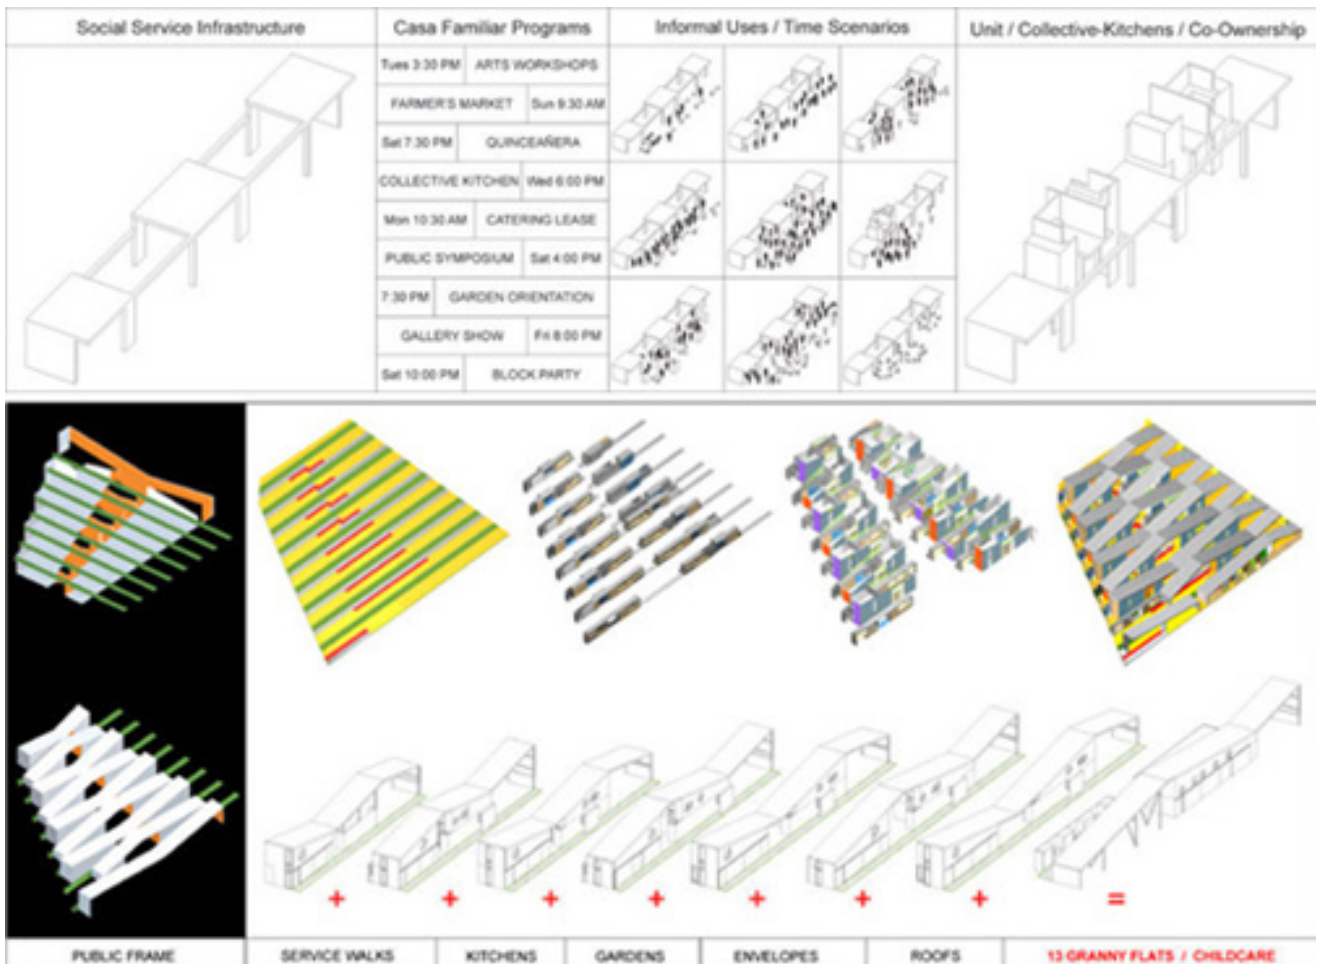 Social Service Infrastructure
Casa Familiar Programs
Informal Uses / Time Scenarios
Unit / Collective-Kitchens / Co-Ownership
Tues 3:30 PM ARTS WORKSHOPS
FARMER'S MARKET Sun 9:30 AM
Sat 7:30 PM QUINCEAÑERA
COLLECTIVE KITCHEN Wed 6:00 PM
Mon 10:30 AM CATERING LEASE
PUBLIC SYMPOSIUM Sat 4:00 PM
7:30 PM GARDEN ORIENTATION
GALLERY SHOW Fri 8:00 PM
Sat 10:00 PM BLOCK PARTY
+ + + + + + + =
PUBLIC FRAME
SERVICE WALKS
KITCHENS
GARDENS
ENVELOPES
ROOFS
13 GRANNY FLATS / CHILDCARE